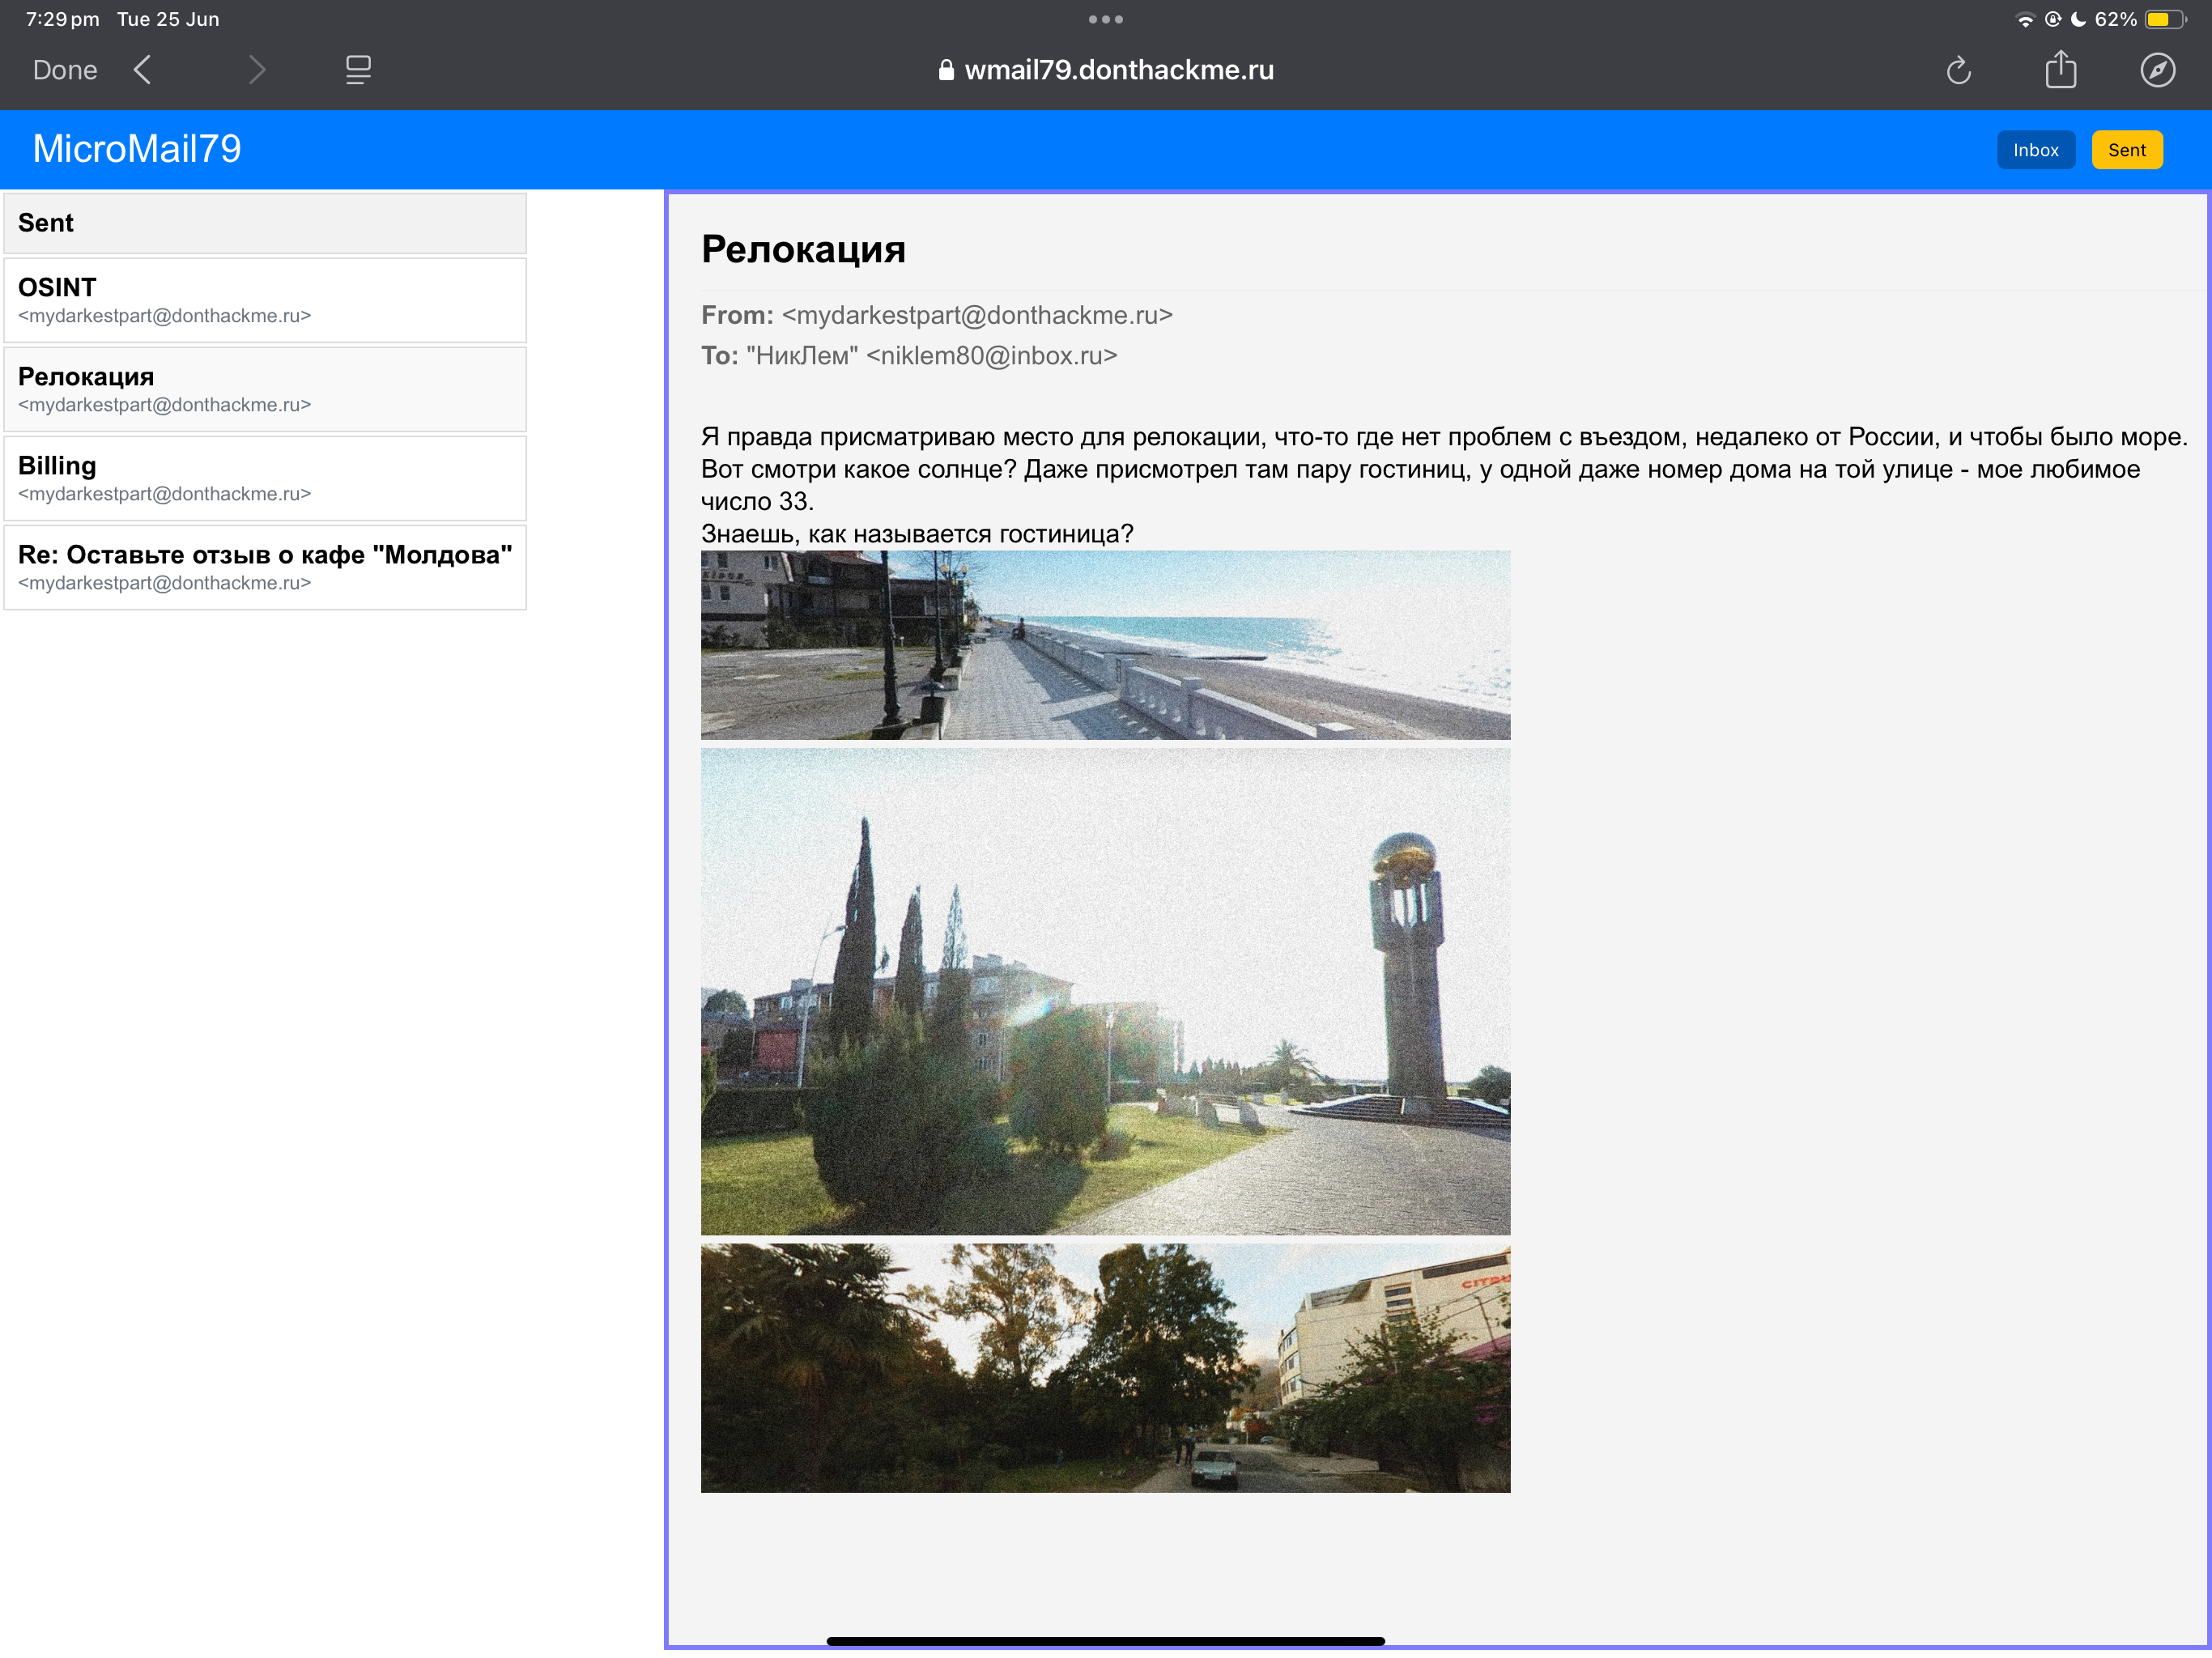 7:29 pm Tue 25 Jun
62%
Done
wmail79.donthackme.ru
MicroMail79
Inbox
Sent
Sent
OSINT
<mydarkestpart@donthackme.ru>
Релокация
<mydarkestpart@donthackme.ru>
Billing
<mydarkestpart@donthackme.ru>
Re: Оставьте отзыв о кафе "Молдова"
<mydarkestpart@donthackme.ru>
Релокация
From: <mydarkestpart@donthackme.ru>
To: "НикЛем" <niklem80@inbox.ru>
Я правда присматриваю место для релокации, что-то где нет проблем с въездом, недалеко от России, и чтобы было море.
Вот смотри какое солнце? Даже присмотрел там пару гостиниц, у одной даже номер дома на той улице - мое любимое
число 33.
Знаешь, как называется гостиница?
CITRU